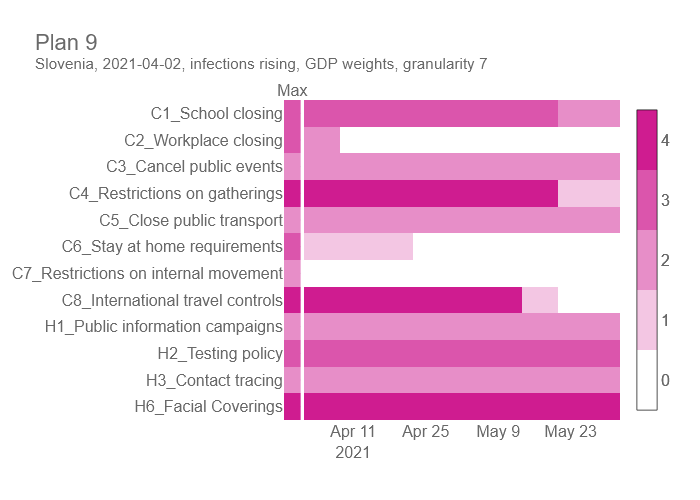 Plan 9
Slovenia, 2021-04-02, infections rising, GDP weights, granularity 7
Max
C1_School closing
C2_Workplace closing
C3_Cancel public events
C4_Restrictions on gatherings
C5_Close public transport
C6_Stay at home requirements
C7_Restrictions on internal movement
C8_International travel controls
H1_Public information campaigns
H2_Testing policy
H3_Contact tracing
H6_Facial Coverings
4
3
2
1
0
Apr 11 Apr 25 May 9 May 23
2021